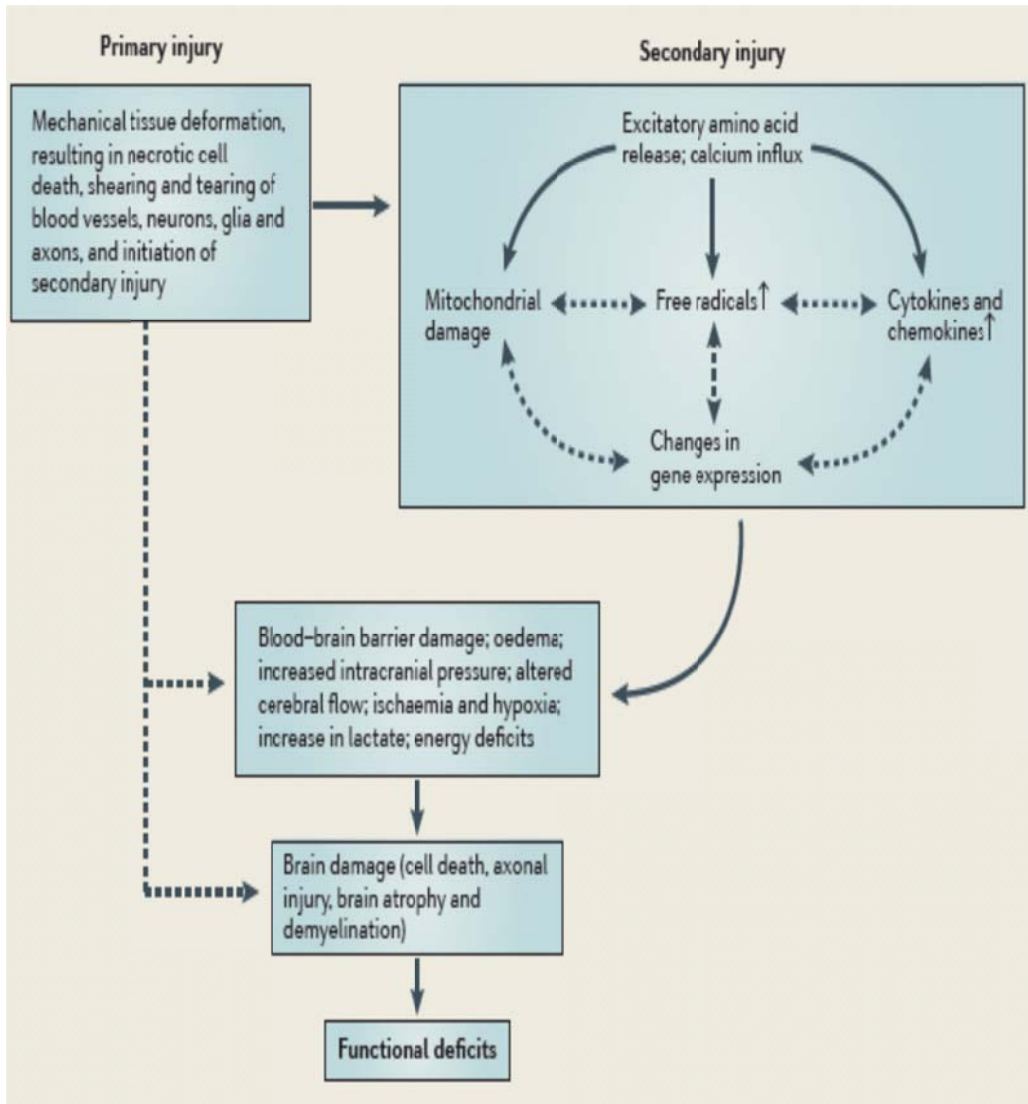 Primary injury
Mechanical tissue deformation,
resulting in necrotic cell
death, shearing and tearing of
blood vessels, neurons, glia and
axons, and initiation of
secondary injury
Secondary injury
Excitatory amino acid
release; calcium influx
Mitochondrial
damage
Free radicals↑
Cytokines and
chemokines↑
Changes in
gene expression
Blood–brain barrier damage; oedema;
increased intracranial pressure; altered
cerebral flow; ischaemia and hypoxia;
increase in lactate; energy deficits
Brain damage (cell death, axonal
injury, brain atrophy and
demyelination)
Functional deficits